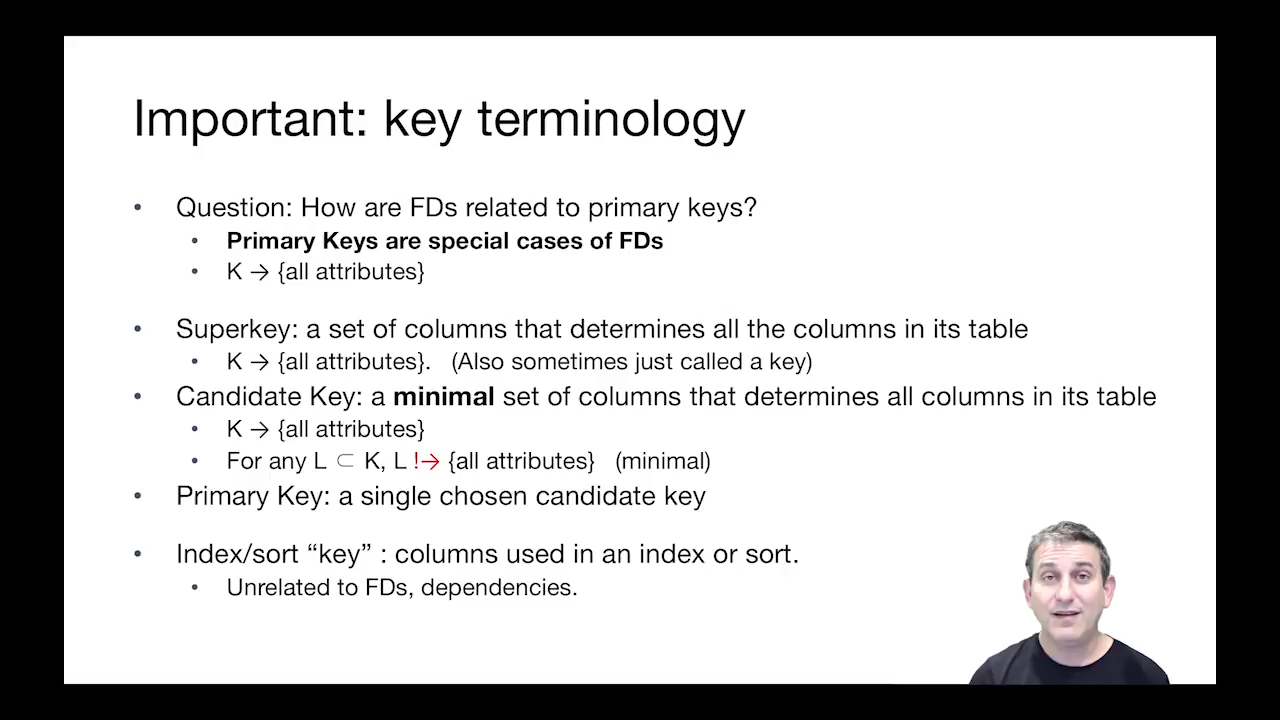 Important: key terminology
• Question: How are FDs related to primary keys?
• Primary Keys are special cases of FDs
• K → {all attributes}
• Superkey: a set of columns that determines all the columns in its table
• K → {all attributes}. (Also sometimes just called a key)
• Candidate Key: a minimal set of columns that determines all columns in its table
• K → {all attributes}
• For any L ⊂ K, L !→ {all attributes} (minimal)
• Primary Key: a single chosen candidate key
• Index/sort “key” : columns used in an index or sort.
• Unrelated to FDs, dependencies.